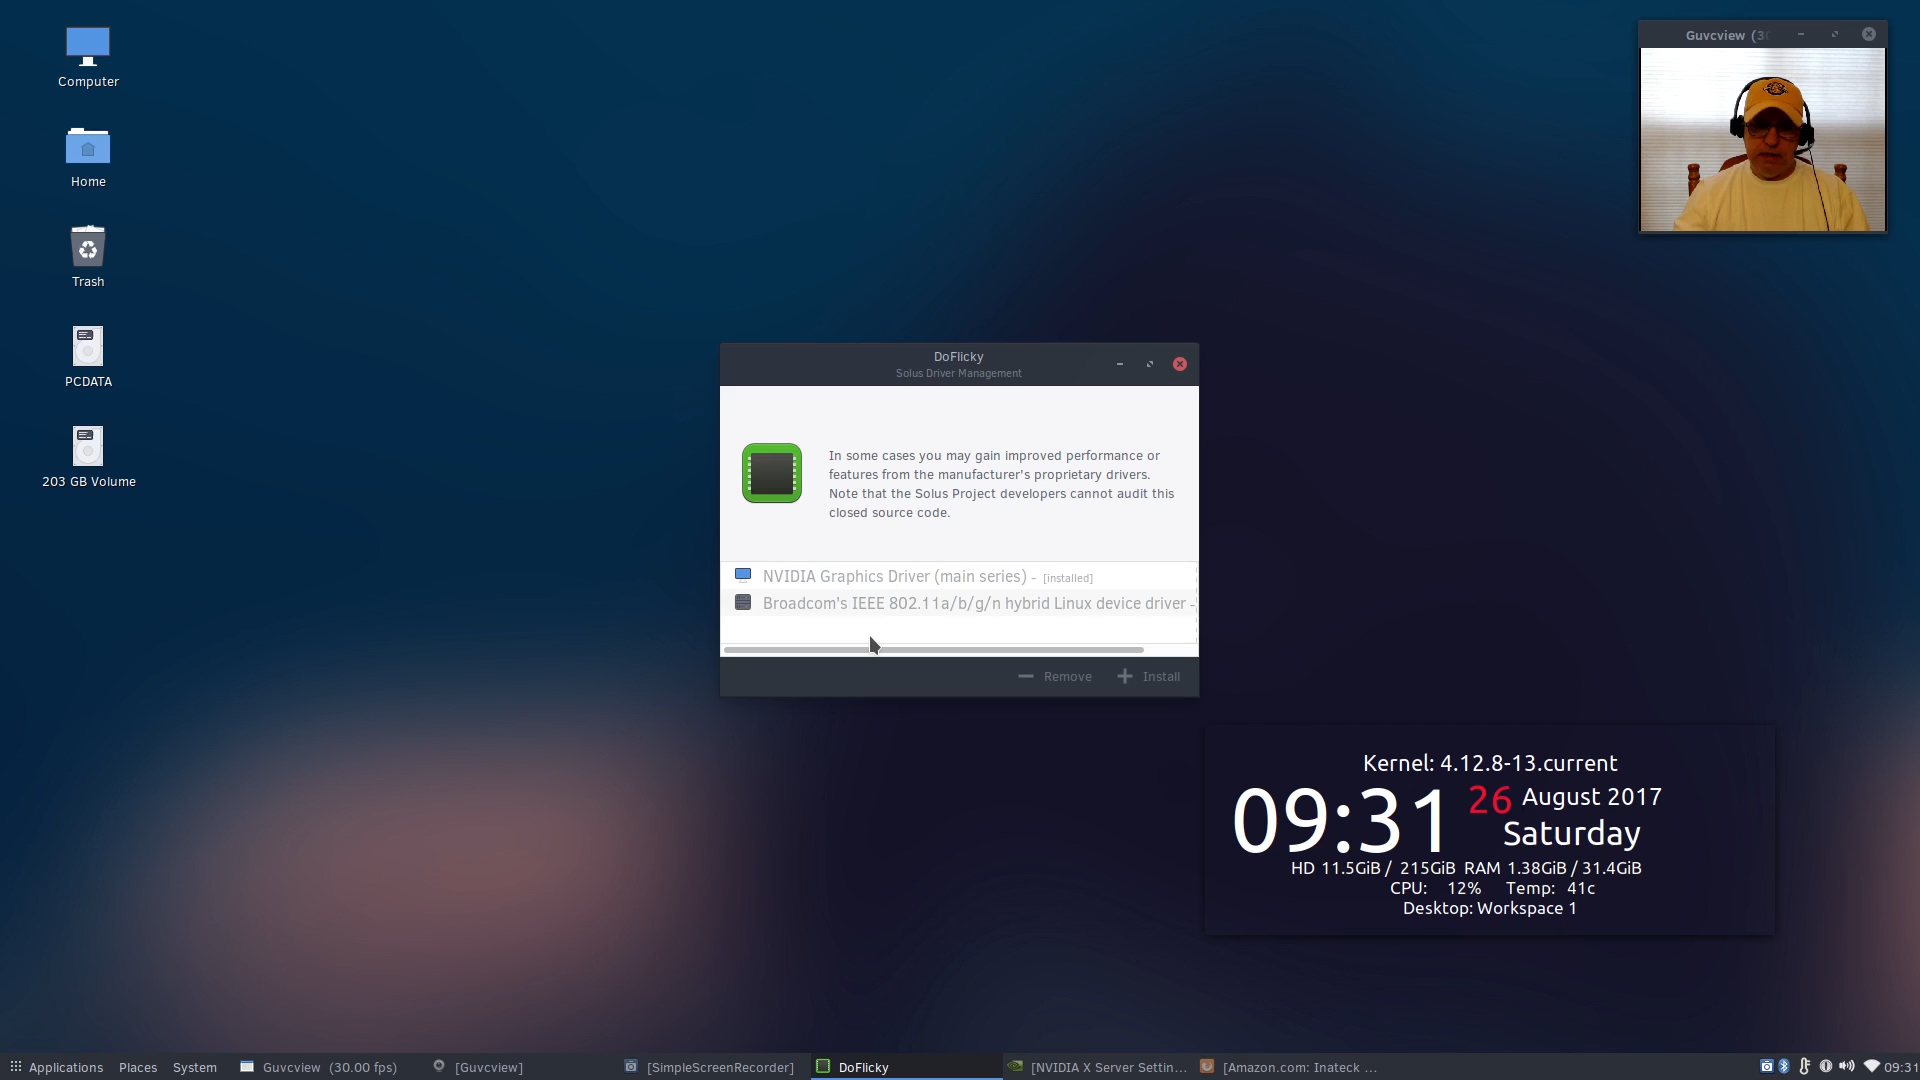 Computer
Home
Trash
PCDATA
203 GB Volume
Guvcview (30
DoFlicky
Solus Driver Management
In some cases you may gain improved performance or
features from the manufacturer's proprietary drivers.
Note that the Solus Project developers cannot audit this
closed source code.
NVIDIA Graphics Driver (main series) - [installed]
Broadcom's IEEE 802.11a/b/g/n hybrid Linux device driver -
Remove
Install
Kernel: 4.12.8-13.current
09:31
26 August 2017
Saturday
HD 11.5GiB / 215GiB RAM 1.38GiB / 31.4GiB
CPU: 12% Temp: 41c
Desktop: Workspace 1
Applications Places System Guvcview (30.00 fps) [Guvcview] [SimpleScreenRecorder] DoFlicky [NVIDIA X Server Settin... [Amazon.com: Inateck ... 09:31